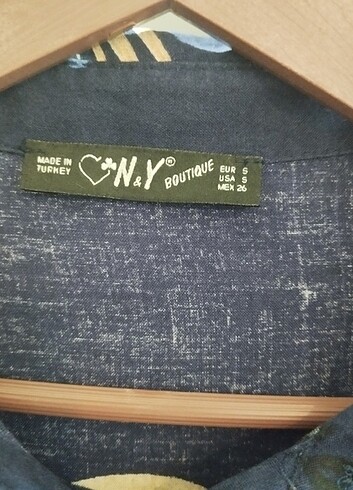 MADE IN
TURKEY
N&Y®
BOUTIQUE
EUR S
USA S
MEX 26